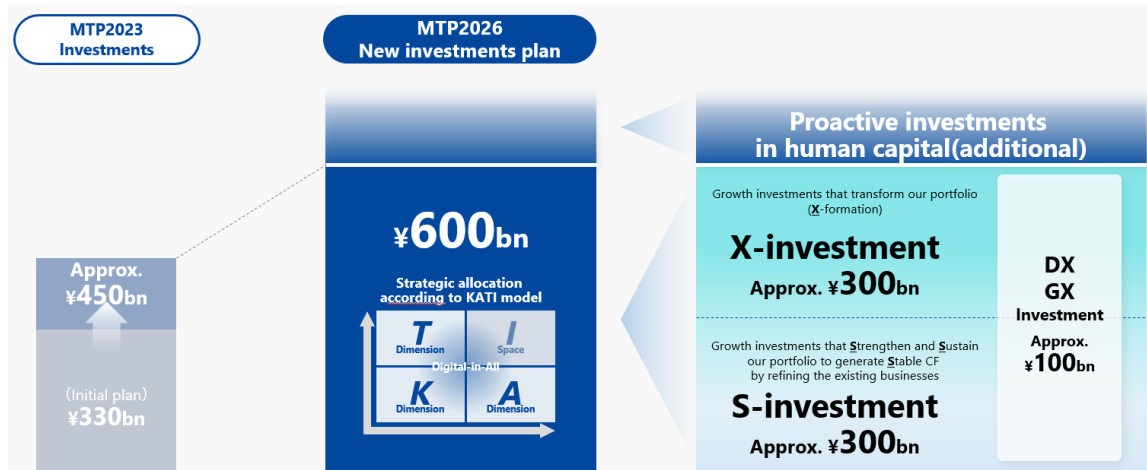 MTP2023
Investments
MTP2026
New investments plan
Proactive investments
in human capital(additional)
Approx.
¥450bn
(Initial plan)
¥330bn
¥600bn
Strategic allocation
according to KATI model
T
Dimension
I
Space
Digital-in-All
K
Dimension
A
Dimension
Growth investments that transform our portfolio
(X-formation)
X-investment
Approx. ¥300bn
Growth investments that Strengthen and Sustain
our portfolio to generate Stable CF
by refining the existing businesses
S-investment
Approx. ¥300bn
DX
GX
Investment
Approx.
¥100bn